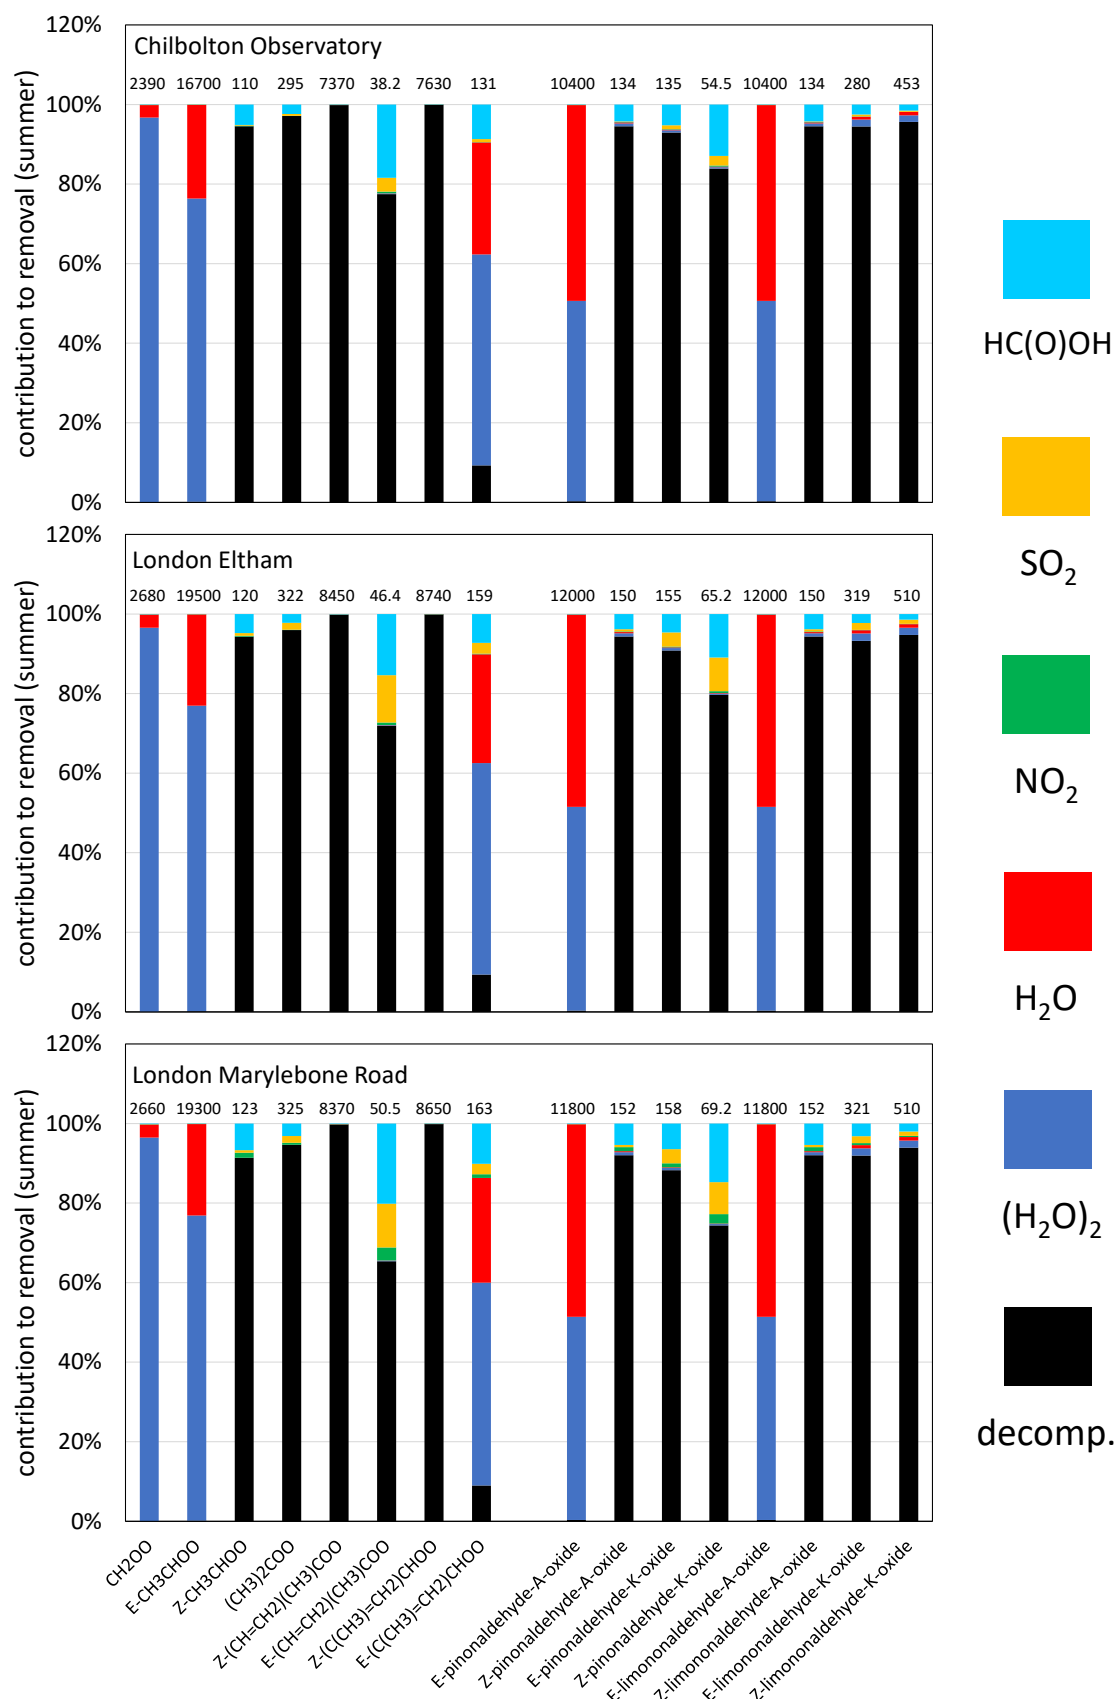 120%
Chilbolton Observatory
2390 16700 110 295 7370 38.2 7630 131 10400 134 135 54.5 10400 134 280 453
100%
80%
60%
40%
20%
0%
contribution to removal (summer)
120%
London Eltham
2680 19500 120 322 8450 46.4 8740 159 12000 150 155 65.2 12000 150 319 510
100%
80%
60%
40%
20%
0%
contribution to removal (summer)
120%
London Marylebone Road
2660 19300 123 325 8370 50.5 8650 163 11800 152 158 69.2 11800 152 321 510
100%
80%
60%
40%
20%
0%
contribution to removal (summer)
CH2OO
E-CH3CHOO
Z-CH3CHOO
(CH3)2COO
Z-(CH=CH2)(CH3)COO
E-(CH=CH2)(CH3)COO
Z-(C(CH3)=CH2)CHOO
E-(C(CH3)=CH2)CHOO
E-pinonaldehyde-A-oxide
Z-pinonaldehyde-A-oxide
E-pinonaldehyde-K-oxide
Z-pinonaldehyde-K-oxide
E-limononaldehyde-A-oxide
Z-limononaldehyde-A-oxide
E-limononaldehyde-K-oxide
Z-limononaldehyde-K-oxide
HC(O)OH
SO2
NO2
H2O
(H2O)2
decomp.